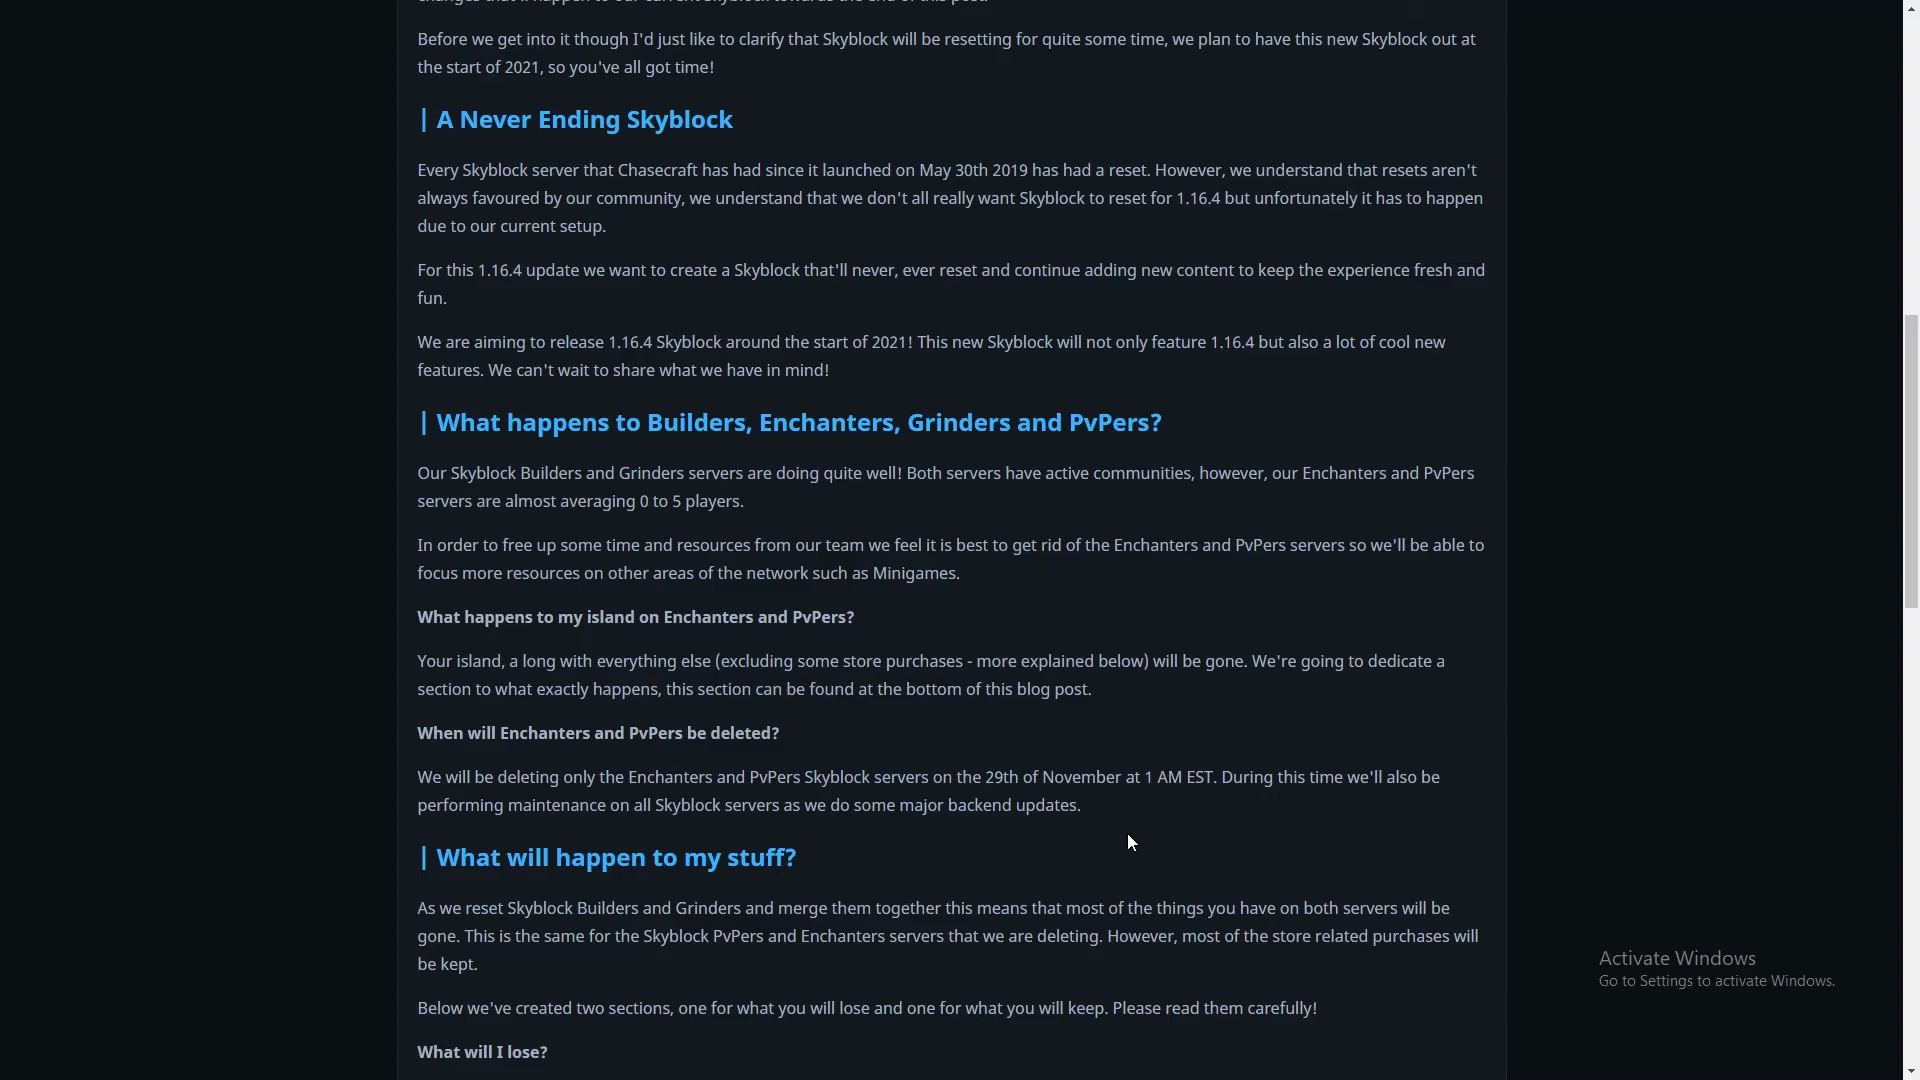 Before we get into it though I'd just like to clarify that Skyblock will be resetting for quite some time, we plan to have this new Skyblock out at
the start of 2021, so you've all got time!
| A Never Ending Skyblock
Every Skyblock server that Chasecraft has had since it launched on May 30th 2019 has had a reset. However, we understand that resets aren't
always favoured by our community, we understand that we don't all really want Skyblock to reset for 1.16.4 but unfortunately it has to happen
due to our current setup.
For this 1.16.4 update we want to create a Skyblock that'll never, ever reset and continue adding new content to keep the experience fresh and
fun.
We are aiming to release 1.16.4 Skyblock around the start of 2021! This new Skyblock will not only feature 1.16.4 but also a lot of cool new
features. We can't wait to share what we have in mind!
| What happens to Builders, Enchanters, Grinders and PvPers?
Our Skyblock Builders and Grinders servers are doing quite well! Both servers have active communities, however, our Enchanters and PvPers
servers are almost averaging 0 to 5 players.
In order to free up some time and resources from our team we feel it is best to get rid of the Enchanters and PvPers servers so we'll be able to
focus more resources on other areas of the network such as Minigames.
What happens to my island on Enchanters and PvPers?
Your island, a long with everything else (excluding some store purchases - more explained below) will be gone. We're going to dedicate a
section to what exactly happens, this section can be found at the bottom of this blog post.
When will Enchanters and PvPers be deleted?
We will be deleting only the Enchanters and PvPers Skyblock servers on the 29th of November at 1 AM EST. During this time we'll also be
performing maintenance on all Skyblock servers as we do some major backend updates.
| What will happen to my stuff?
As we reset Skyblock Builders and Grinders and merge them together this means that most of the things you have on both servers will be
gone. This is the same for the Skyblock PvPers and Enchanters servers that we are deleting. However, most of the store related purchases will
be kept.
Below we've created two sections, one for what you will lose and one for what you will keep. Please read them carefully!
What will I lose?
Activate Windows
Go to Settings to activate Windows.